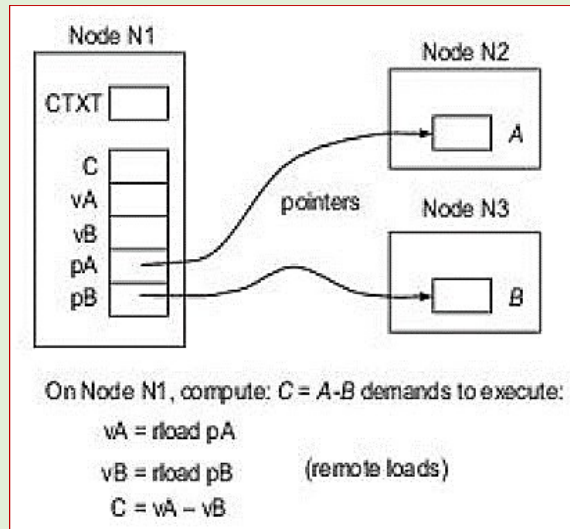 Node N1
Node N2
CTXT
A
C
vA
pointers
Node N3
vB
pA
pB
B
On Node N1, compute: C = A-B demands to execute:
vA = rload pA
vB = rload pB (remote loads)
C = vA – vB